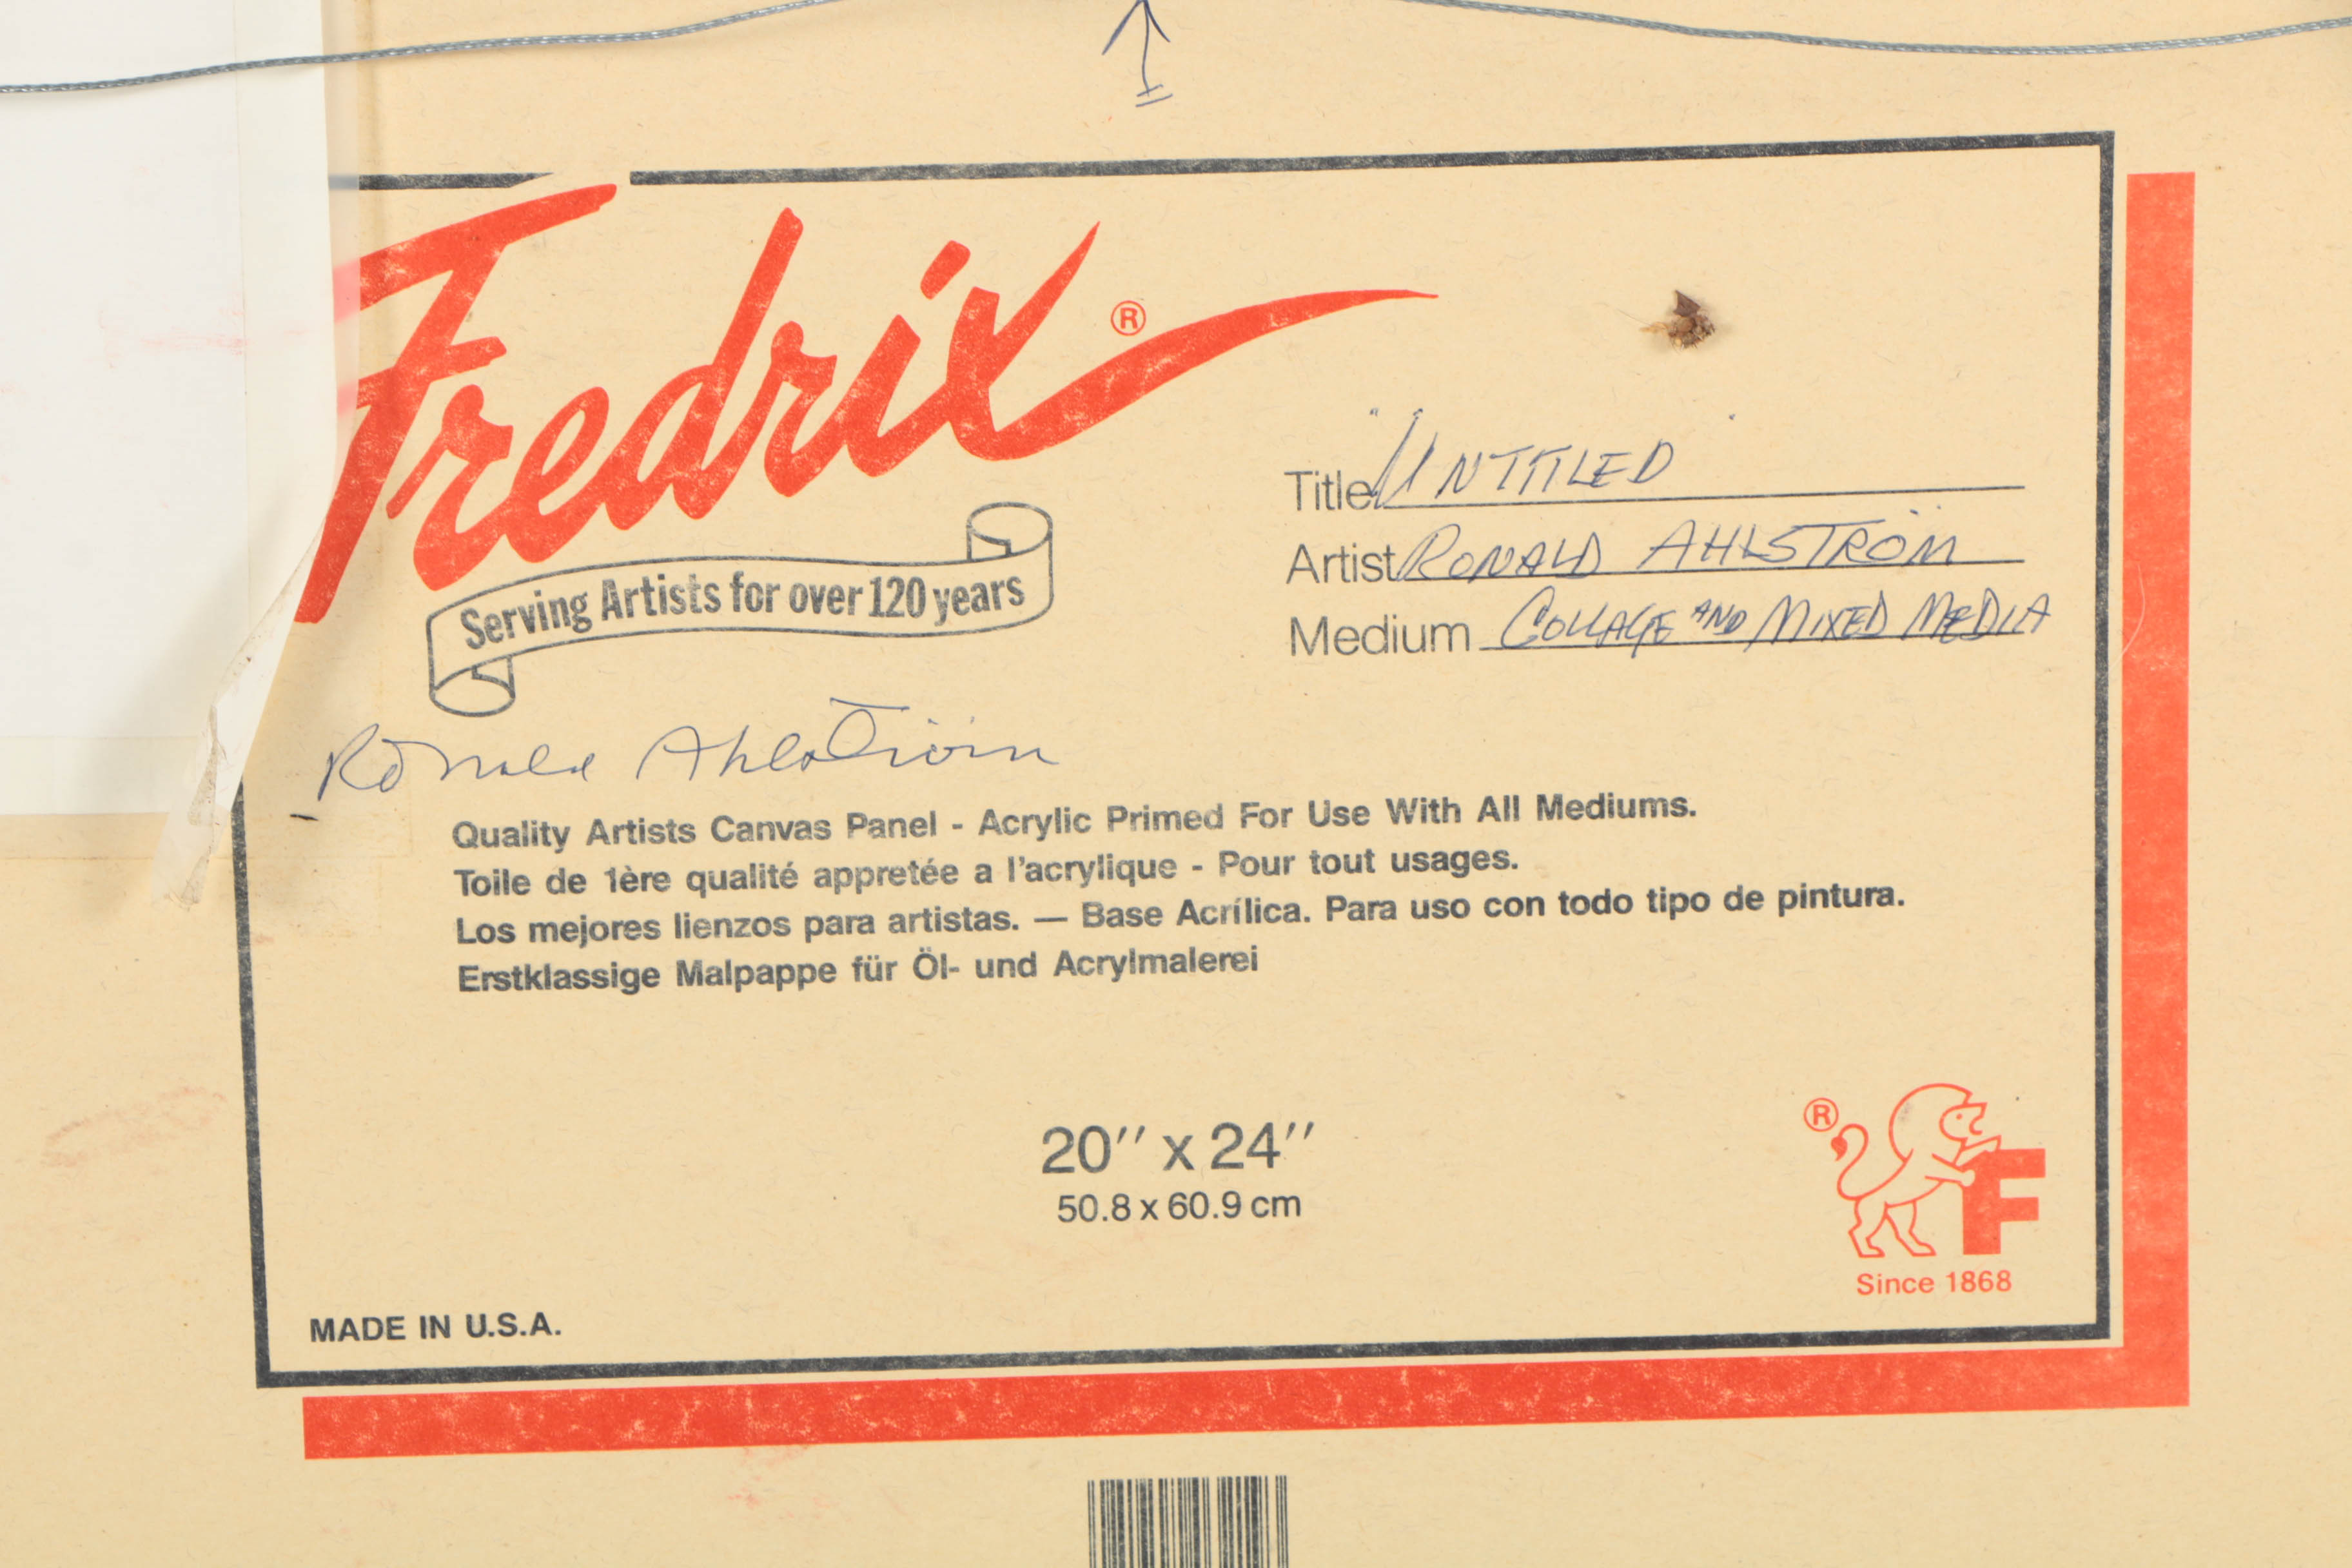 Fredrix®
Serving Artists for over 120 years
Title "UNTITLED"
Artist RONALD AHLSTRÖM
Medium COLLAGE AND MIXED MEDIA
Ronald Ahlström
Quality Artists Canvas Panel - Acrylic Primed For Use With All Mediums.
Toile de 1ère qualité appretée a l'acrylique - Pour tout usages.
Los mejores lienzos para artistas. — Base Acrílica. Para uso con todo tipo de pintura.
Erstklassige Malpappe für Öl- und Acrylmalerei
20" x 24"
50.8 x 60.9 cm
® F
Since 1868
MADE IN U.S.A.